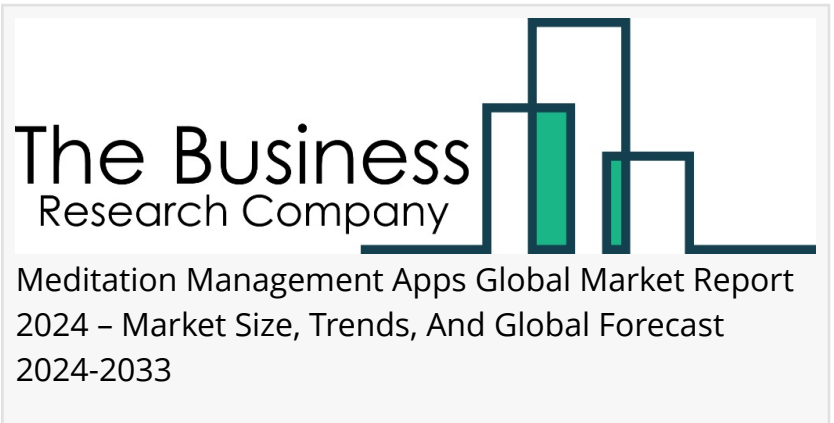 The Business
Research Company
Meditation Management Apps Global Market Report
2024 – Market Size, Trends, And Global Forecast
2024-2033